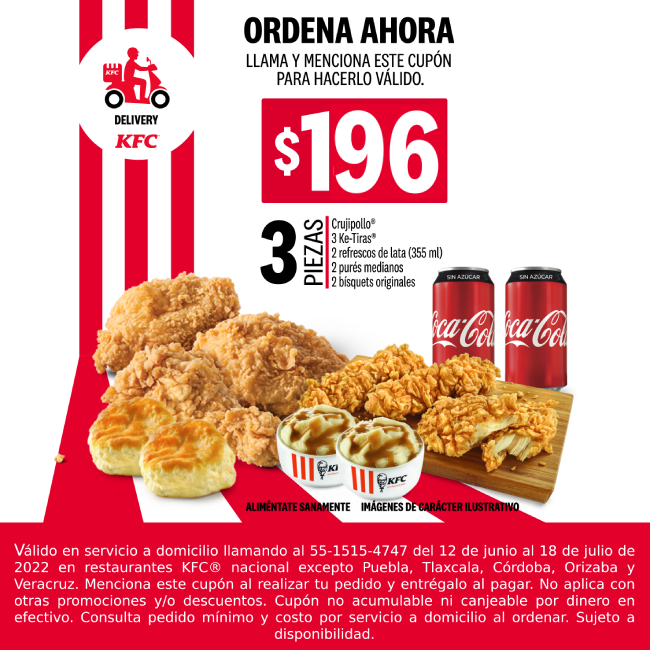 ORDENA AHORA
LLAMA Y MENCIONA ESTE CUPÓN
PARA HACERLO VÁLIDO.
KFC
DELIVERY
KFC
$196
3 PIEZAS
Crujipollo®
3 Ke-Tiras®
2 refrescos de lata (355 ml)
2 purés medianos
2 bísquets originales
SIN AZÚCAR
SIN AZÚCAR
Coca-Col
Coca-Col
KF
KFC
ALIMÉNTATE SANAMENTE IMÁGENES DE CARÁCTER ILUSTRATIVO
Válido en servicio a domicilio llamando al 55-1515-4747 del 12 de junio al 18 de julio de
2022 en restaurantes KFC® nacional excepto Puebla, Tlaxcala, Córdoba, Orizaba y
Veracruz. Menciona este cupón al realizar tu pedido y entrégalo al pagar. No aplica con
otras promociones y/o descuentos. Cupón no acumulable ni canjeable por dinero en
efectivo. Consulta pedido mínimo y costo por servicio a domicilio al ordenar. Sujeto a
disponibilidad.